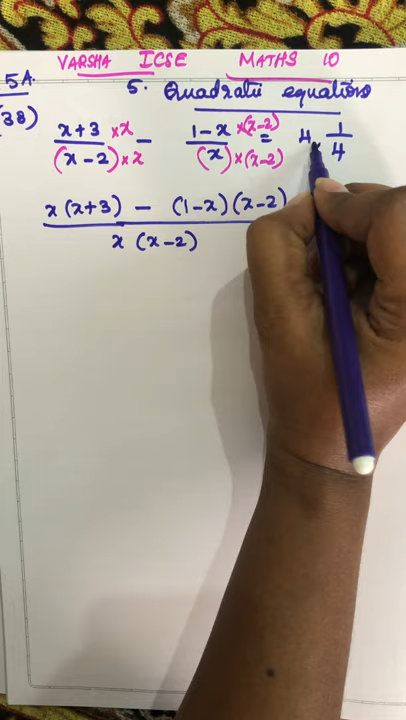 VARSHA ICSE MATHS 10
5A. 5. Quadratic equations
(38) x+3 ×x / (x-2) ×x - 1-x ×(x-2) / (x) ×(x-2) = 4 1/4
x(x+3) - (1-x)(x-2)
x (x-2)